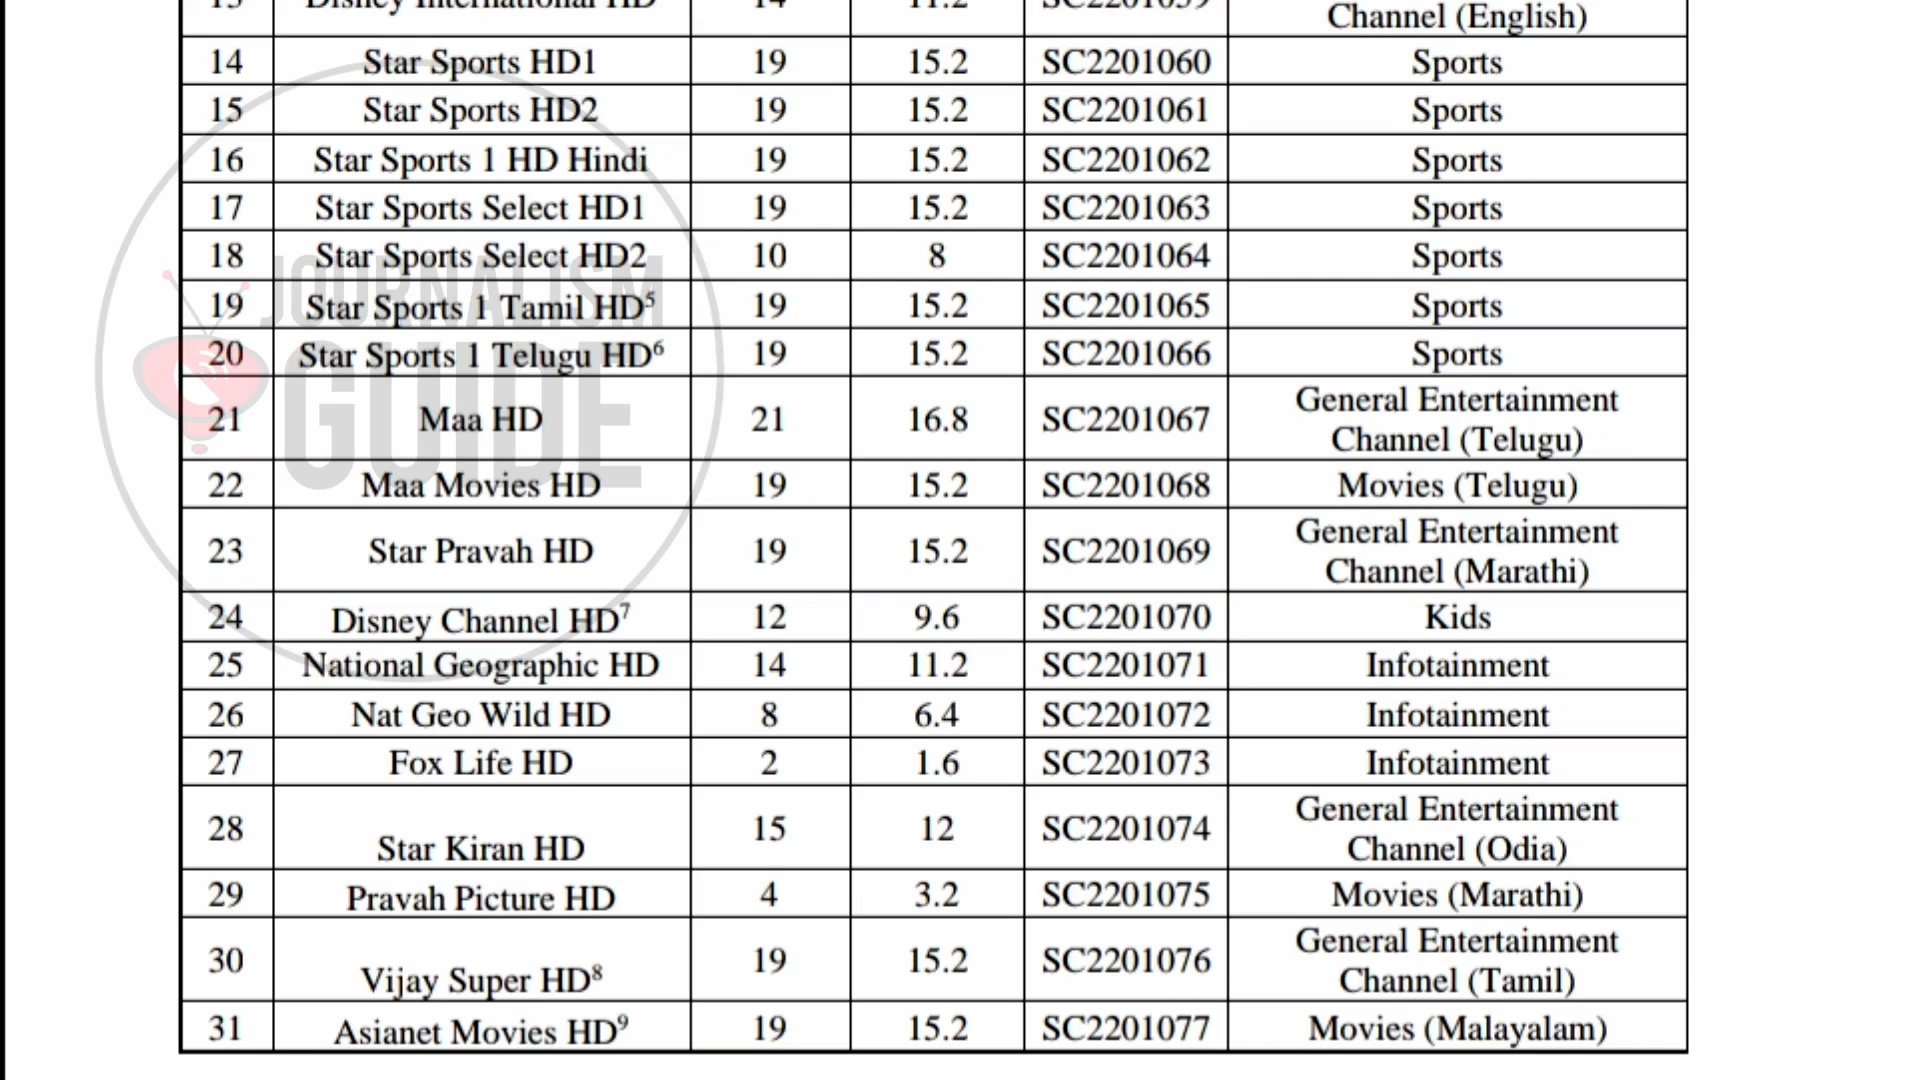 13 Disney International HD 14 11.2 SC2201059
Channel (English)
14 Star Sports HD1 19 15.2 SC2201060 Sports
15 Star Sports HD2 19 15.2 SC2201061 Sports
16 Star Sports 1 HD Hindi 19 15.2 SC2201062 Sports
17 Star Sports Select HD1 19 15.2 SC2201063 Sports
18 Star Sports Select HD2 10 8 SC2201064 Sports
19 Star Sports 1 Tamil HD⁵ 19 15.2 SC2201065 Sports
20 Star Sports 1 Telugu HD⁶ 19 15.2 SC2201066 Sports
21 Maa HD 21 16.8 SC2201067 General Entertainment
Channel (Telugu)
22 Maa Movies HD 19 15.2 SC2201068 Movies (Telugu)
23 Star Pravah HD 19 15.2 SC2201069 General Entertainment
Channel (Marathi)
24 Disney Channel HD⁷ 12 9.6 SC2201070 Kids
25 National Geographic HD 14 11.2 SC2201071 Infotainment
26 Nat Geo Wild HD 8 6.4 SC2201072 Infotainment
27 Fox Life HD 2 1.6 SC2201073 Infotainment
28 Star Kiran HD 15 12 SC2201074 General Entertainment
Channel (Odia)
29 Pravah Picture HD 4 3.2 SC2201075 Movies (Marathi)
30 Vijay Super HD⁸ 19 15.2 SC2201076 General Entertainment
Channel (Tamil)
31 Asianet Movies HD⁹ 19 15.2 SC2201077 Movies (Malayalam)
JOURNALISM
GUIDE